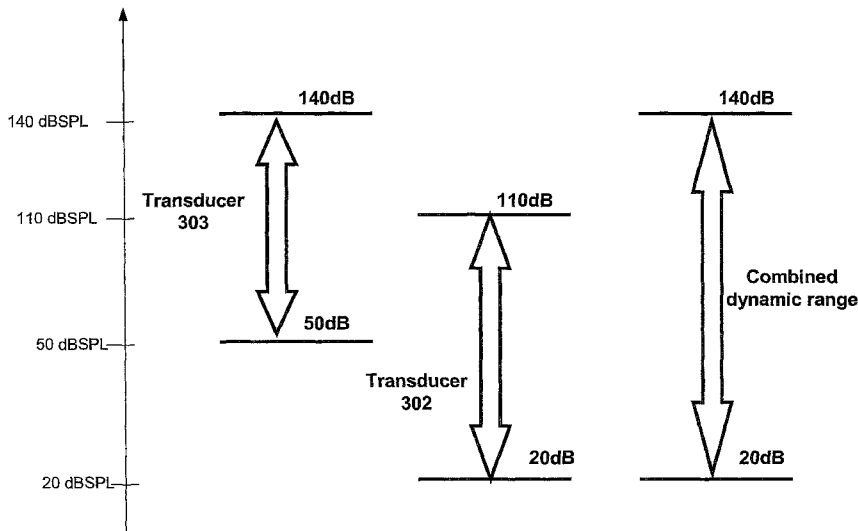 140dB
140dB
140 dBSPL
Transducer
303
110dB
110 dBSPL
Combined
dynamic range
50dB
50 dBSPL
Transducer
302
20dB
20dB
20 dBSPL